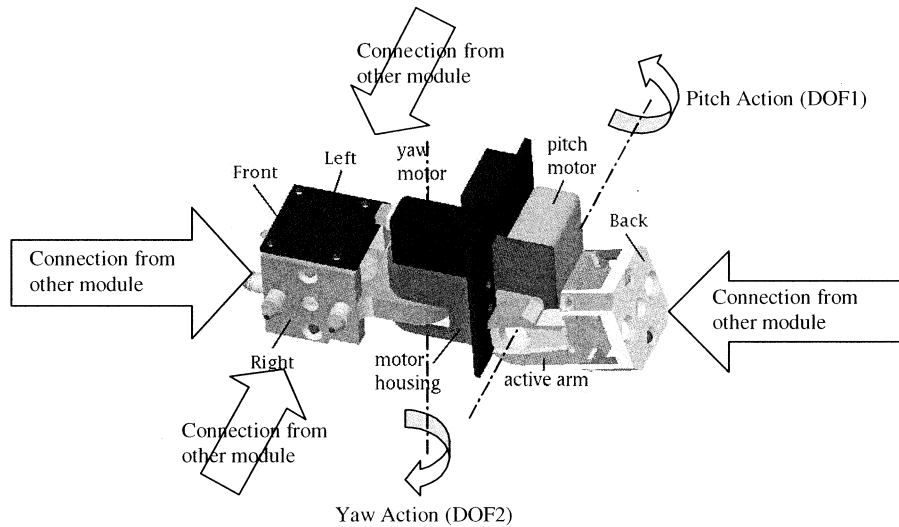 Connection from
other module
Pitch Action (DOF1)
yaw
motor
pitch
motor
Left
Front
Back
Connection from
other module
Connection from
other module
Right
motor
housing
active arm
Connection from
other module
Yaw Action (DOF2)